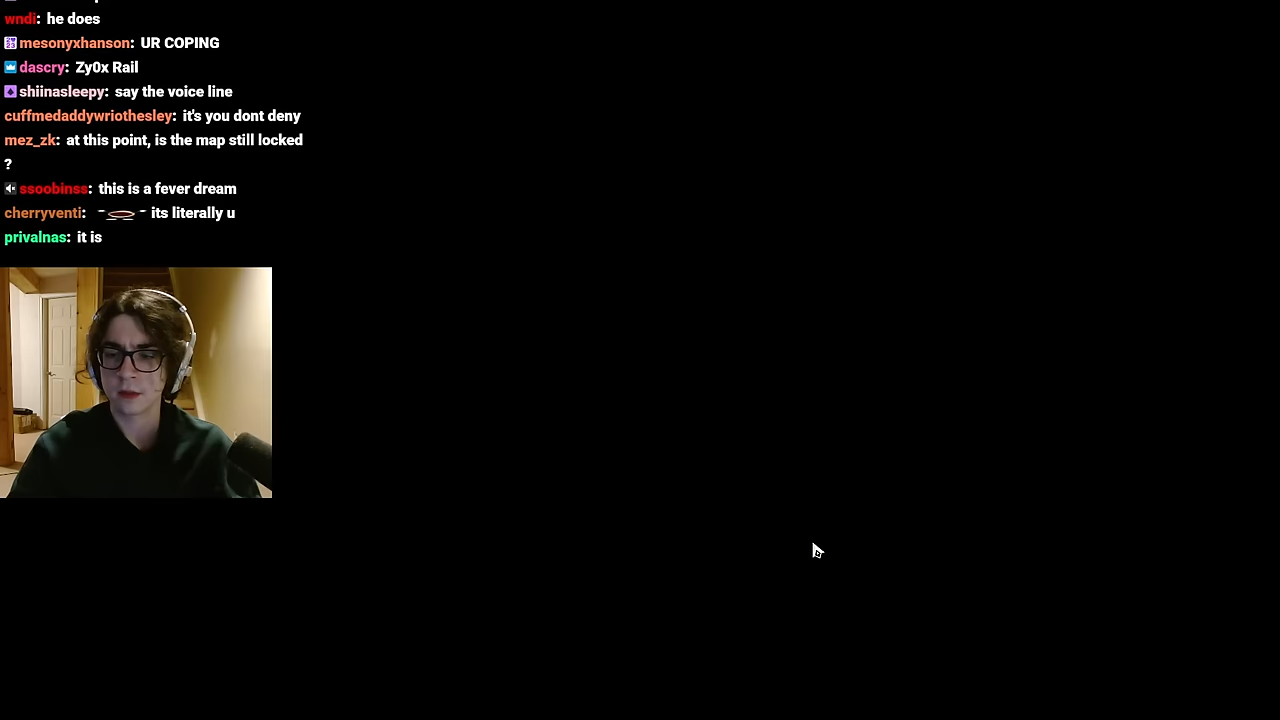 wndi: he does
mesonyxhanson: UR COPING
dascry: Zy0x Rail
shiinasleepy: say the voice line
cuffmedaddywriothesley: it's you dont deny
mez_zk: at this point, is the map still locked
?
ssoobinss: this is a fever dream
cherryventi: its literally u
privalnas: it is